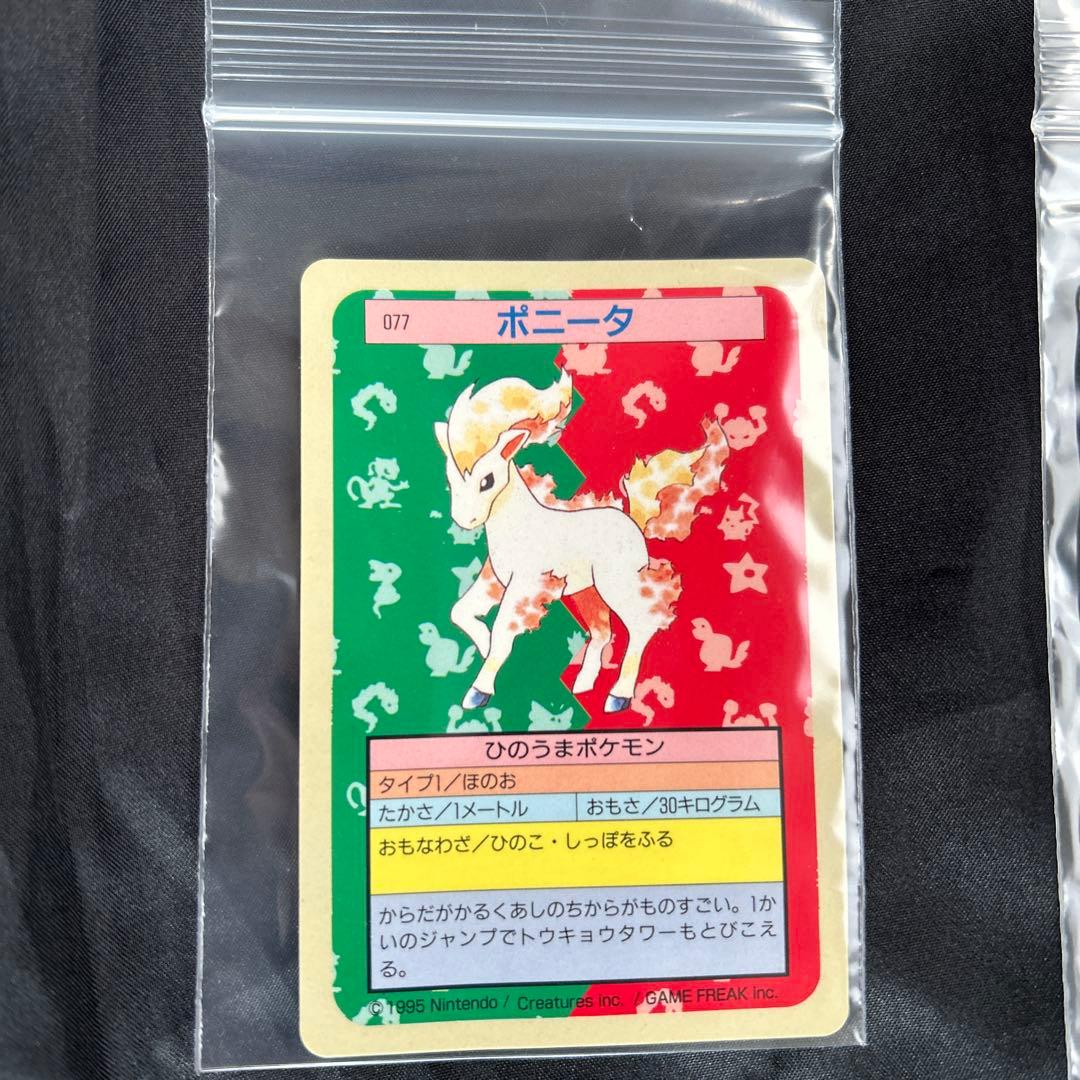 077 ポニータ
ひのうまポケモン
タイプ1／ほのお
たかさ／1メートル おもさ／30キログラム
おもなわざ／ひのこ・しっぽをふる
からだがかるくあしのちからがものすごい。1か
いのジャンプでトウキョウタワーもとびこえ
る。
© 1995 Nintendo / Creatures inc. / GAME FREAK inc.